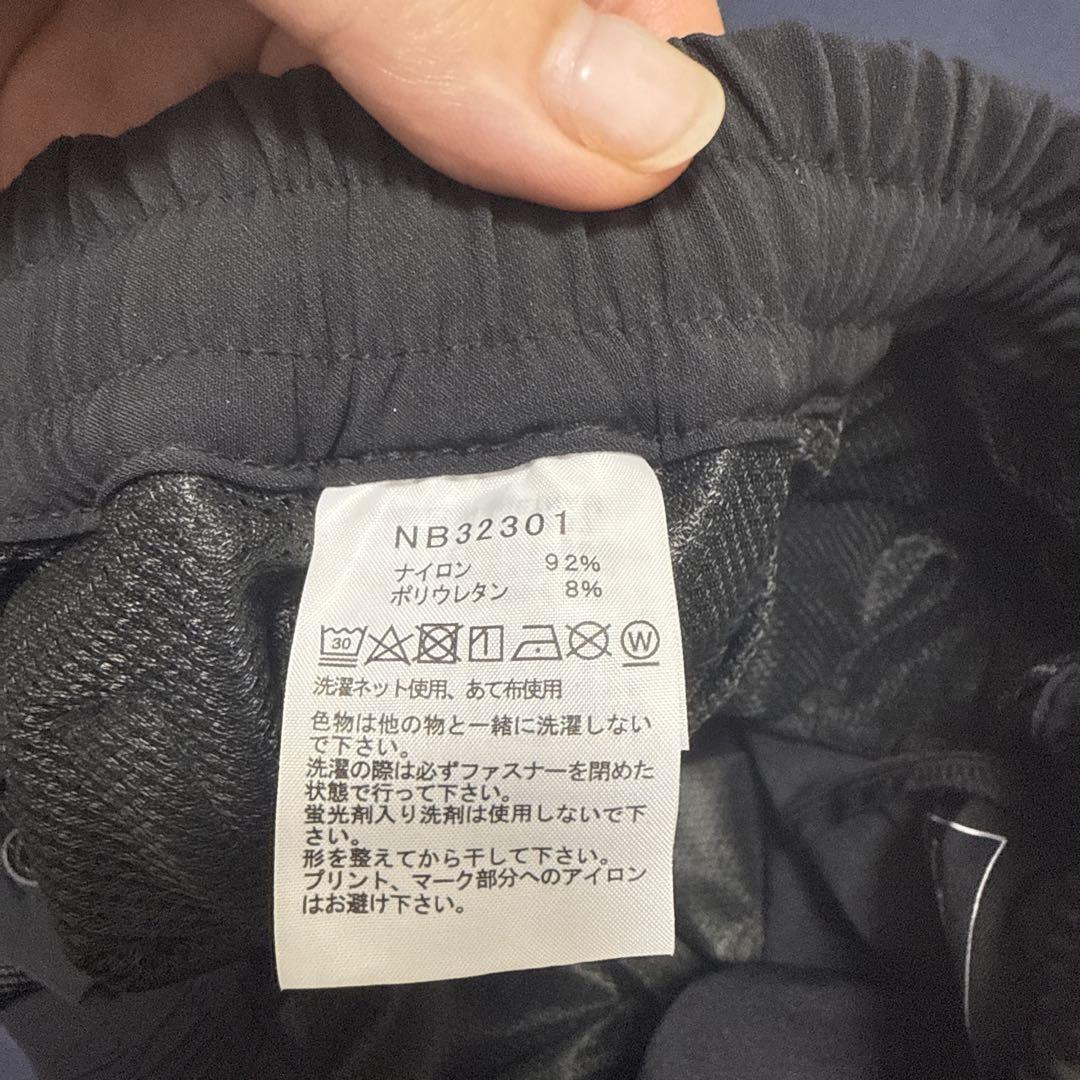 NB32301
ナイロン 92%
ポリウレタン 8%
30 W
洗濯ネット使用、あて布使用
色物は他の物と一緒に洗濯しない
で下さい。
洗濯の際は必ずファスナーを閉めた
状態で行って下さい。
蛍光剤入り洗剤は使用しないで下
さい。
形を整えてから干して下さい。
プリント、マーク部分へのアイロン
はお避け下さい。